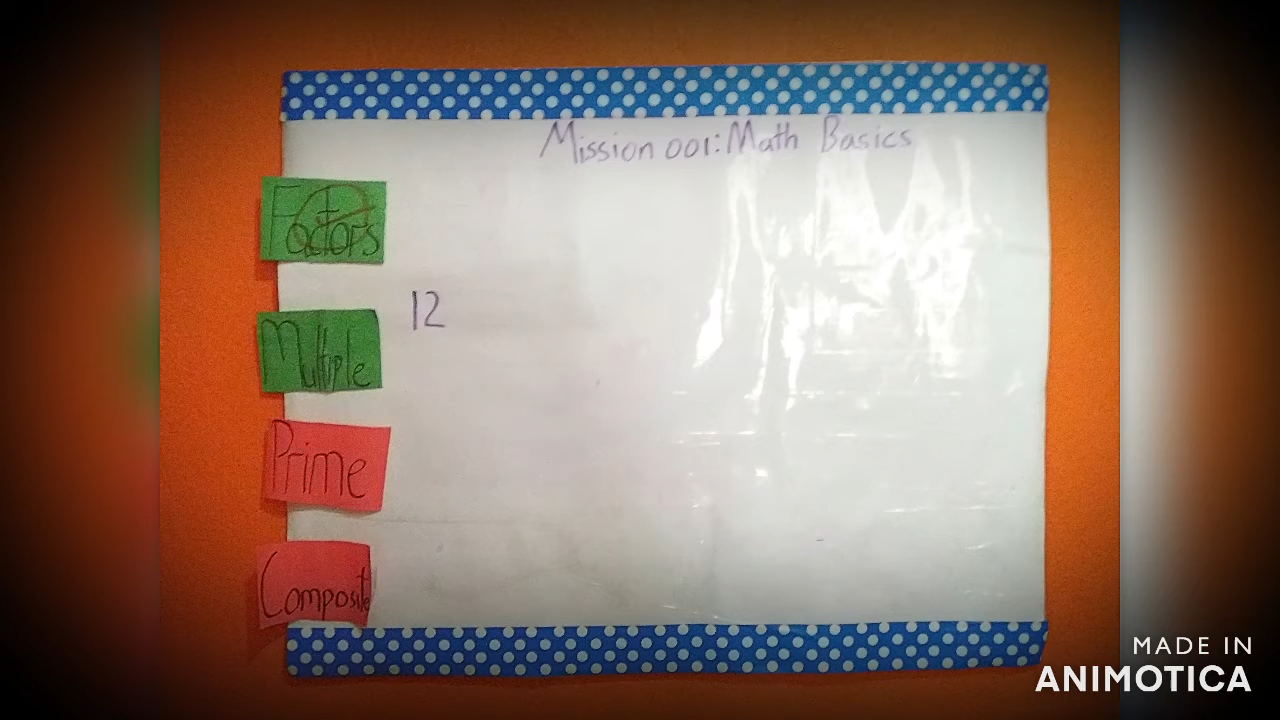 Mission 001: Math Basics
Factors
12
Multiple
Prime
Composite
MADE IN
ANIMOTICA